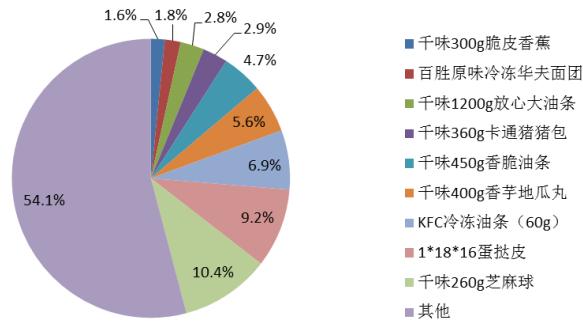 1.6%
1.8%
2.8%
2.9%
4.7%
5.6%
6.9%
9.2%
10.4%
54.1%
千味300g脆皮香蕉
百胜原味冷冻华夫面团
千味1200g放心大油条
千味360g卡通猪猪包
千味450g香脆油条
千味400g香芋地瓜丸
KFC冷冻油条（60g）
1*18*16蛋挞皮
千味260g芝麻球
其他